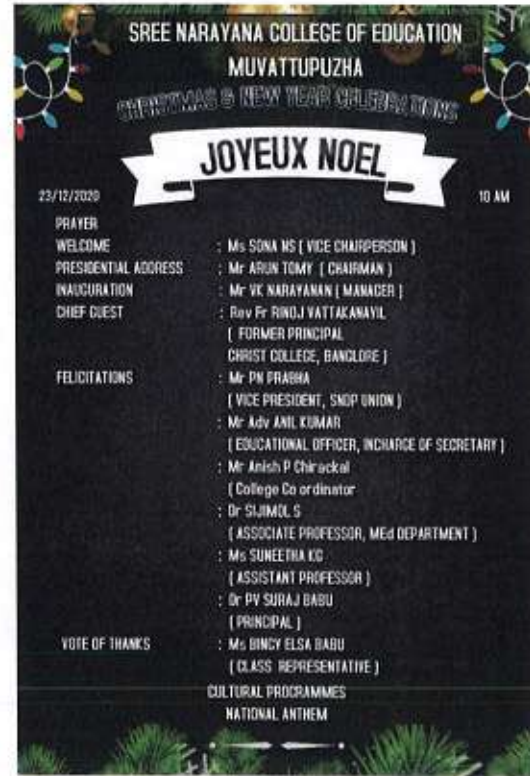 SREE NARAYANA COLLEGE OF EDUCATION
MUVATTUPUZHA
CHRISTMAS & NEW YEAR CELEBRATIONS
JOYEUX NOEL
23/12/2020 10 AM
PRAYER
WELCOME : Ms SONA NS ( VICE CHAIRPERSON )
PRESIDENTIAL ADDRESS : Mr ARUN TOMY ( CHAIRMAN )
INAUGURATION : Mr VK NARAYANAN ( MANAGER )
CHIEF GUEST : Rev Fr RINOJ VATTAKANAYIL
( FORMER PRINCIPAL
CHRIST COLLEGE, BANGLORE )
FELICITATIONS : Mr PN PRABHA
( VICE PRESIDENT, SNDP UNION )
: Mr Adv ANIL KUMAR
( EDUCATIONAL OFFICER, INCHARGE OF SECRETARY )
: Mr Anish P Chirackal
( College Co ordinator
: Dr SIJIMOL S
( ASSOCIATE PROFESSOR, MEd DEPARTMENT )
: Ms SUNEETHA KG
( ASSISTANT PROFESSOR )
: Dr PV SURAJ BABU
( PRINCIPAL )
VOTE OF THANKS : Ms BINCY ELSA BABU
( CLASS REPRESENTATIVE )
CULTURAL PROGRAMMES
NATIONAL ANTHEM